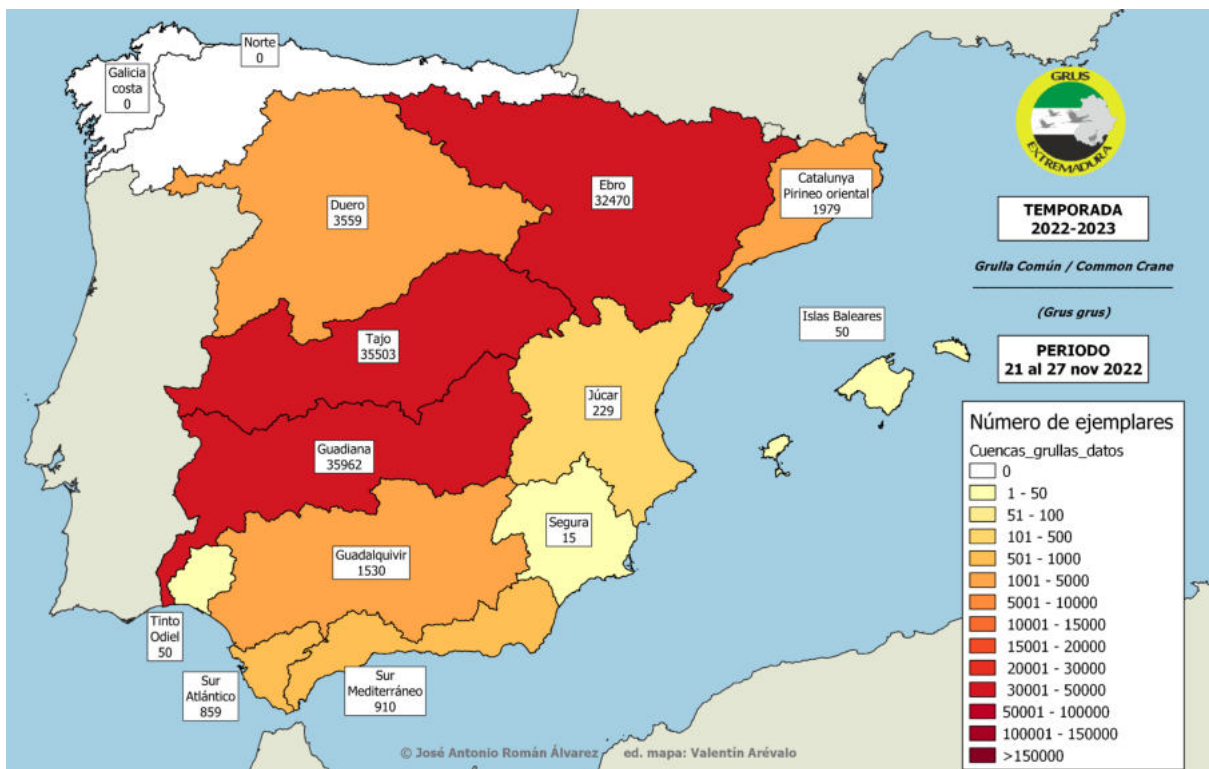 Norte
0
Galicia
costa
0
Duero
3559
Ebro
32470
Catalunya
Pirineo oriental
1979
Tajo
35503
Islas Baleares
50
Júcar
229
Guadiana
35962
Segura
15
Guadalquivir
1530
Tinto
Odiel
50
Sur
Atlántico
859
Sur
Mediterráneo
910
GRUS
EXTREMADURA
TEMPORADA
2022-2023
Grulla Común / Common Crane
(Grus grus)
PERIODO
21 al 27 nov 2022
Número de ejemplares
Cuencas_grullas_datos
0
1 - 50
51 - 100
101 - 500
501 - 1000
1001 - 5000
5001 - 10000
10001 - 15000
15001 - 20000
20001 - 30000
30001 - 50000
50001 - 100000
100001 - 150000
>150000
© José Antonio Román Álvarez ed. mapa: Valentín Arévalo